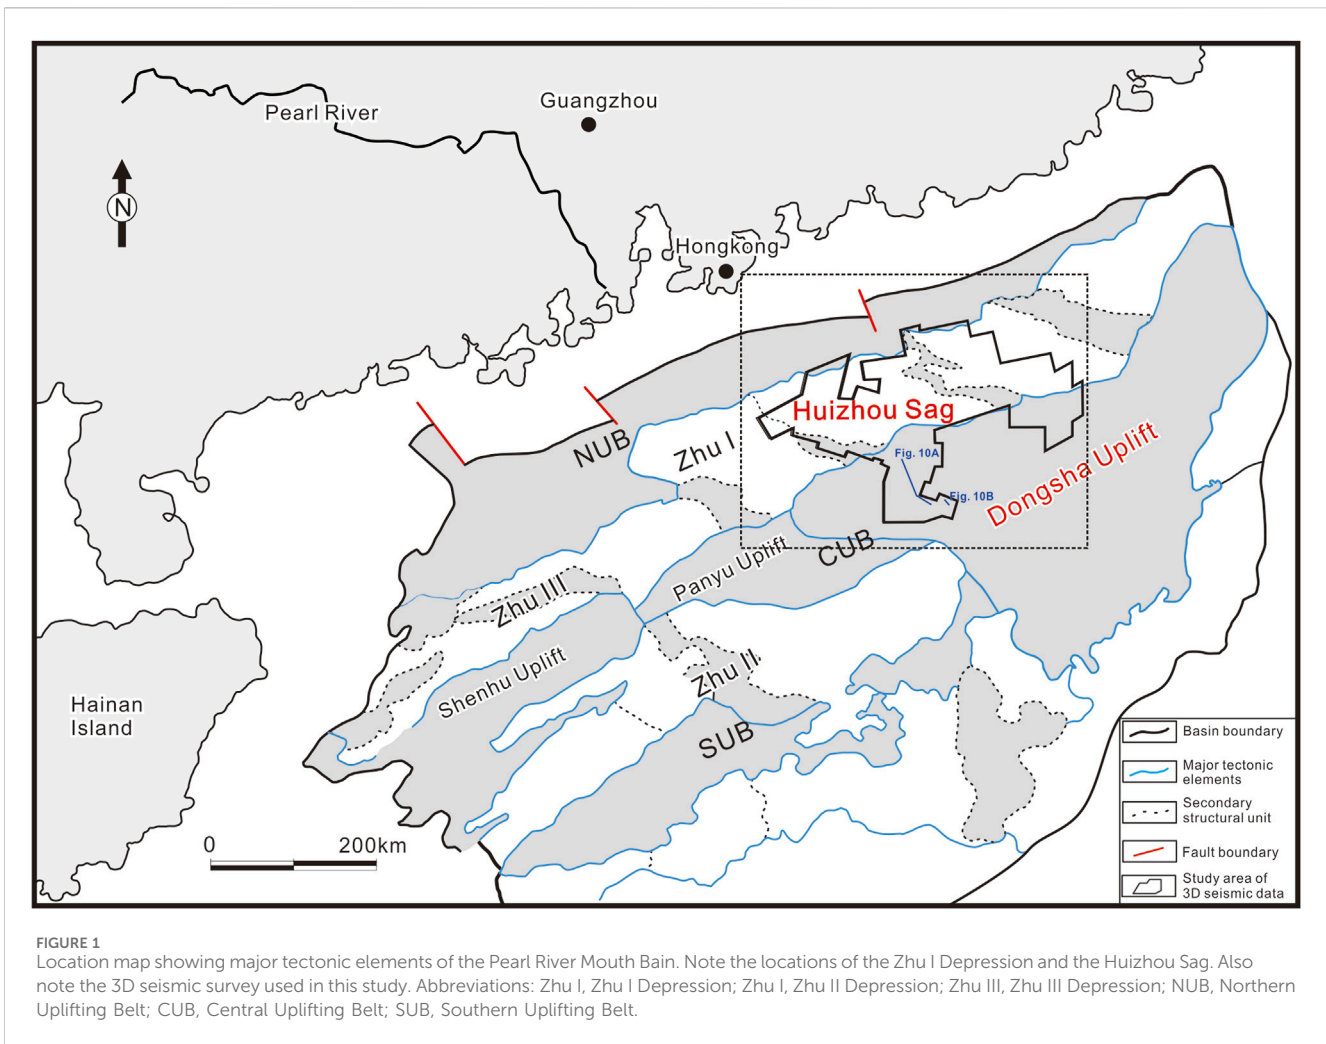 Pearl River
Guangzhou
N
Hongkong
Huizhou Sag
NUB
Zhu I
Fig. 10A
Fig. 10B
Dongsha Uplift
CUB
Panyu Uplift
Zhu III
Zhu II
Shenhu Uplift
SUB
Hainan
Island
0 200km
Basin boundary
Major tectonic
elements
Secondary
structural unit
Fault boundary
Study area of
3D seismic data
FIGURE 1
Location map showing major tectonic elements of the Pearl River Mouth Bain. Note the locations of the Zhu I Depression and the Huizhou Sag. Also
note the 3D seismic survey used in this study. Abbreviations: Zhu I, Zhu I Depression; Zhu I, Zhu II Depression; Zhu III, Zhu III Depression; NUB, Northern
Uplifting Belt; CUB, Central Uplifting Belt; SUB, Southern Uplifting Belt.